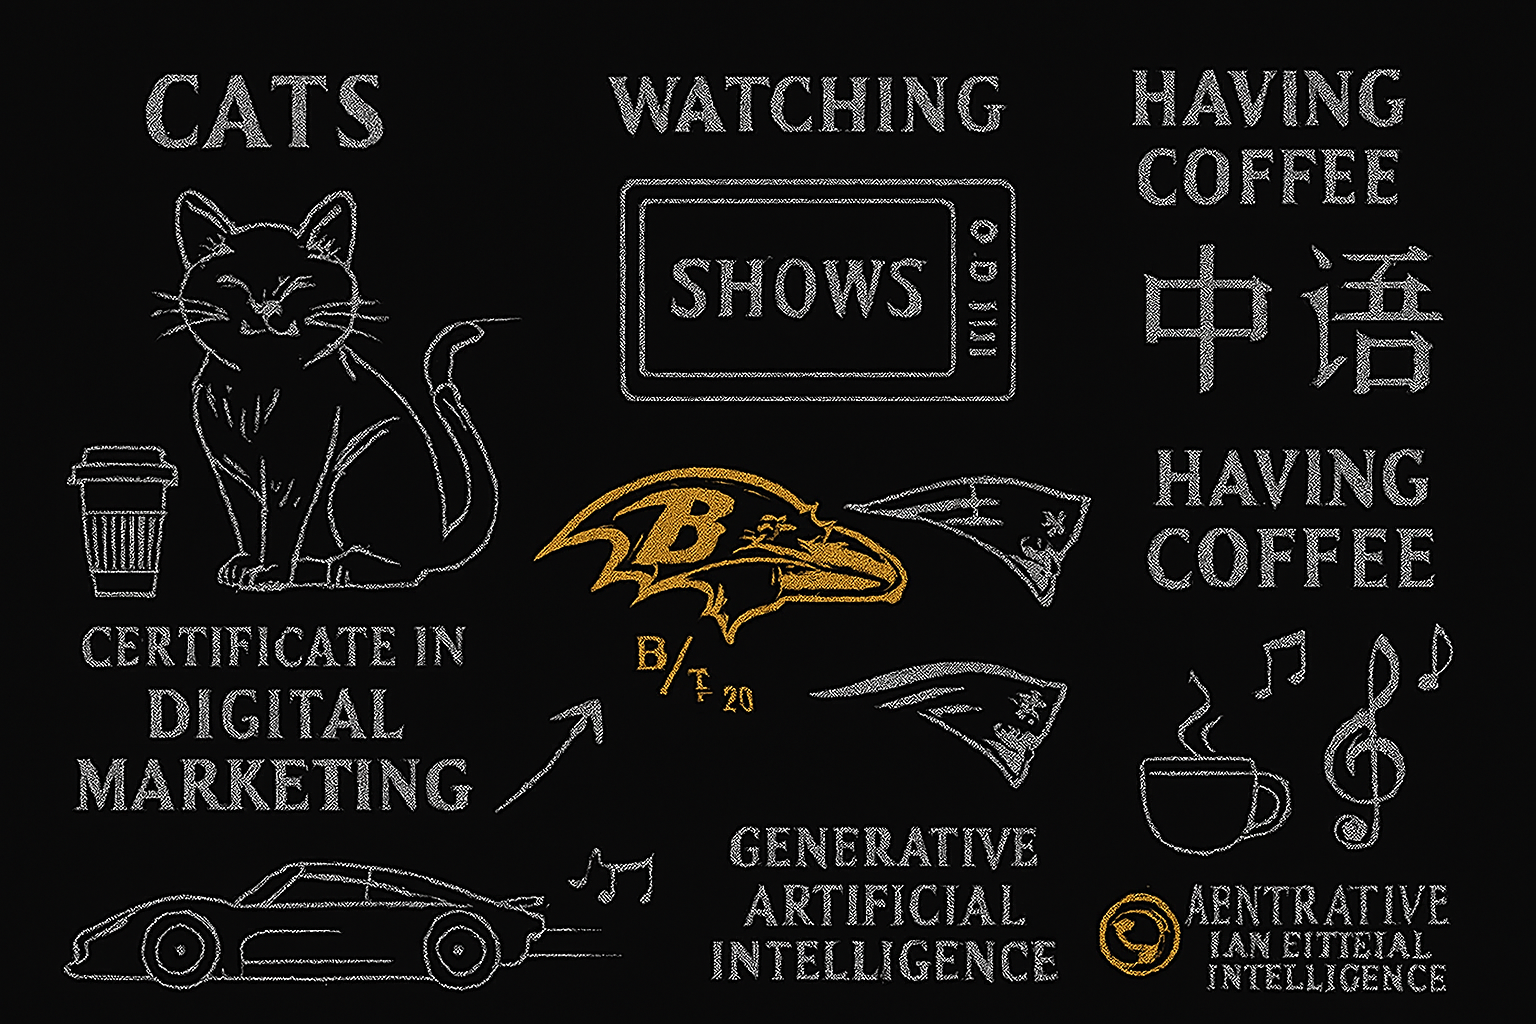 CATS
WATCHING
SHOWS
HAVING
COFFEE
中语
HAVING
COFFEE
B
B/T 20
CERTIFICATE IN
DIGITAL
MARKETING
GENERATIVE
ARTIFICIAL
INTELLIGENCE
AENTRATIVE
IAN EITTEIAL
INTELLIGENCE